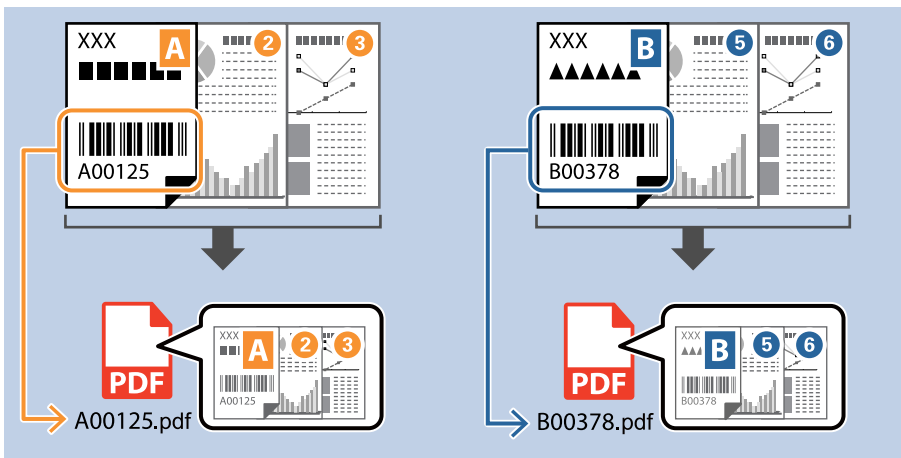 XXX
A
2
3
A00125
XXX
B
5
6
B00378
PDF
XXX
A
2
3
A00125
A00125.pdf
PDF
XXX
B
5
6
B00378
B00378.pdf